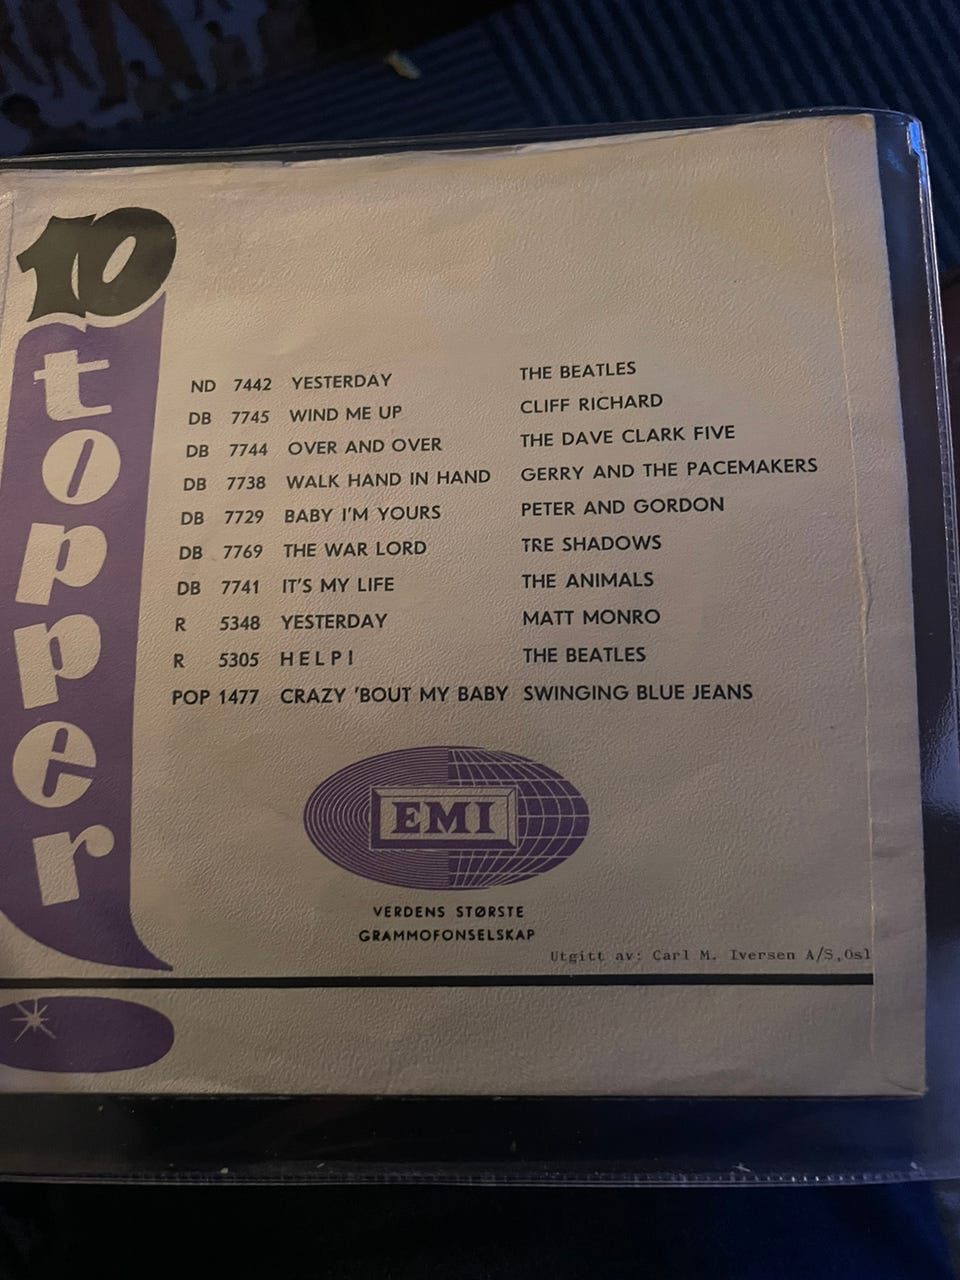 10
topper
ND 7442 YESTERDAY THE BEATLES
DB 7745 WIND ME UP CLIFF RICHARD
DB 7744 OVER AND OVER THE DAVE CLARK FIVE
DB 7738 WALK HAND IN HAND GERRY AND THE PACEMAKERS
DB 7729 BABY I'M YOURS PETER AND GORDON
DB 7769 THE WAR LORD TRE SHADOWS
DB 7741 IT'S MY LIFE THE ANIMALS
R 5348 YESTERDAY MATT MONRO
R 5305 HELP! THE BEATLES
POP 1477 CRAZY 'BOUT MY BABY SWINGING BLUE JEANS
EMI
VERDENS STØRSTE
GRAMMOFONSELSKAP
Utgitt av: Carl M. Iversen A/S,Osl